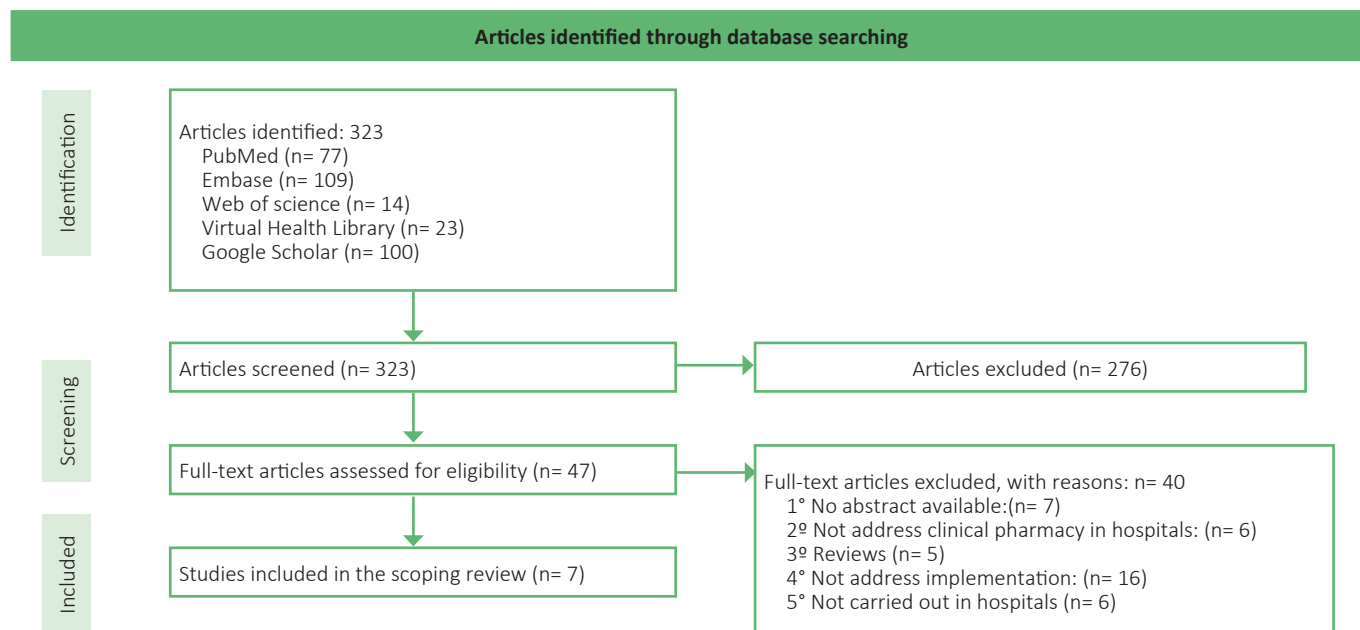 Articles identified through database searching
Identification
Articles identified: 323
PubMed (n= 77)
Embase (n= 109)
Web of science (n= 14)
Virtual Health Library (n= 23)
Google Scholar (n= 100)
Screening
Articles screened (n= 323)
Articles excluded (n= 276)
Full-text articles assessed for eligibility (n= 47)
Full-text articles excluded, with reasons: n= 40
1° No abstract available:(n= 7)
2º Not address clinical pharmacy in hospitals: (n= 6)
3º Reviews (n= 5)
4° Not address implementation: (n= 16)
5° Not carried out in hospitals (n= 6)
Included
Studies included in the scoping review (n= 7)